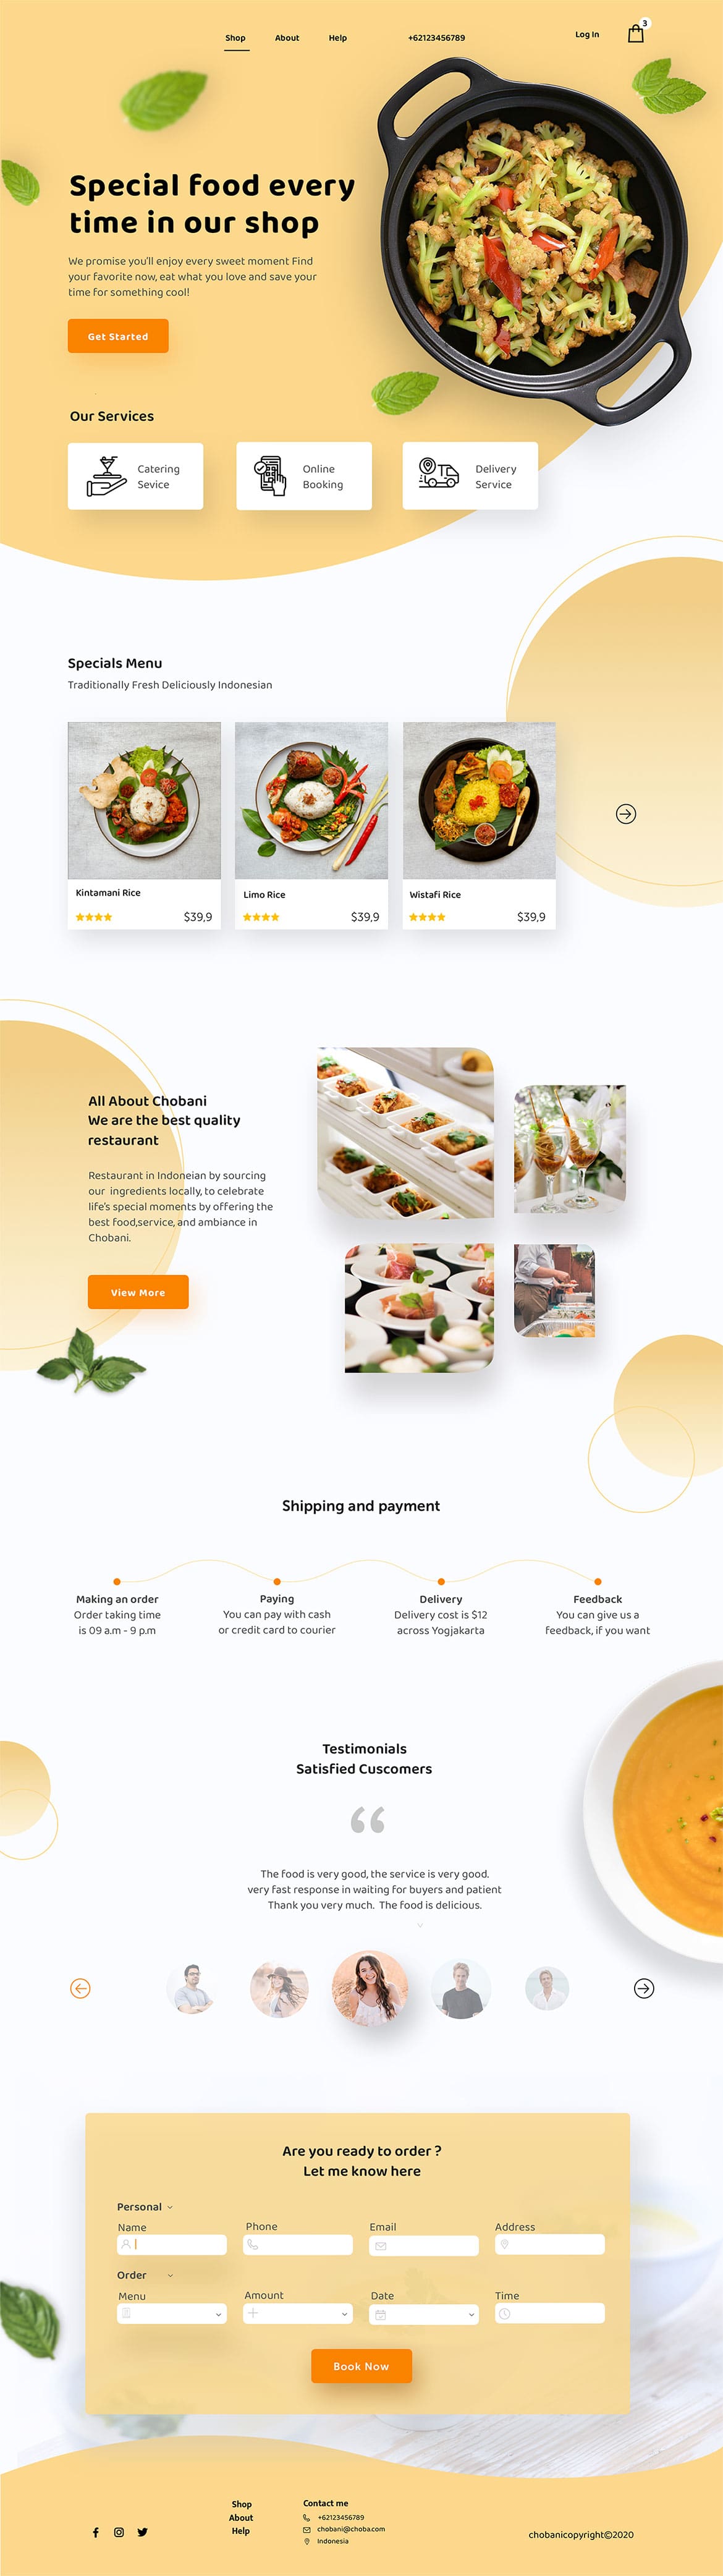 Shop
About
Help
+62123456789
Log In
3
Special food every
time in our shop
We promise you'll enjoy every sweet moment Find
your favorite now, eat what you love and save your
time for something cool!
Get Started
Our Services
Catering
Sevice
Online
Booking
Delivery
Service
Specials Menu
Traditionally Fresh Deliciously Indonesian
Kintamani Rice
$39,9
Limo Rice
$39,9
Wistafi Rice
$39,9
All About Chobani
We are the best quality
restaurant
Restaurant in Indoneian by sourcing
our ingredients locally, to celebrate
life's special moments by offering the
best food,service, and ambiance in
Chobani.
View More
Shipping and payment
Making an order
Order taking time
is 09 a.m - 9 p.m
Paying
You can pay with cash
or credit card to courier
Delivery
Delivery cost is $12
across Yogjakarta
Feedback
You can give us a
feedback, if you want
Testimonials
Satisfied Cuscomers
“
The food is very good, the service is very good.
very fast response in waiting for buyers and patient
Thank you very much. The food is delicious.
Are you ready to order ?
Let me know here
Personal
Name
Phone
Email
Address
Order
Menu
Amount
Date
Time
Book Now
Shop
About
Help
Contact me
+62123456789
chobani@choba.com
Indonesia
chobanicopyright©2020